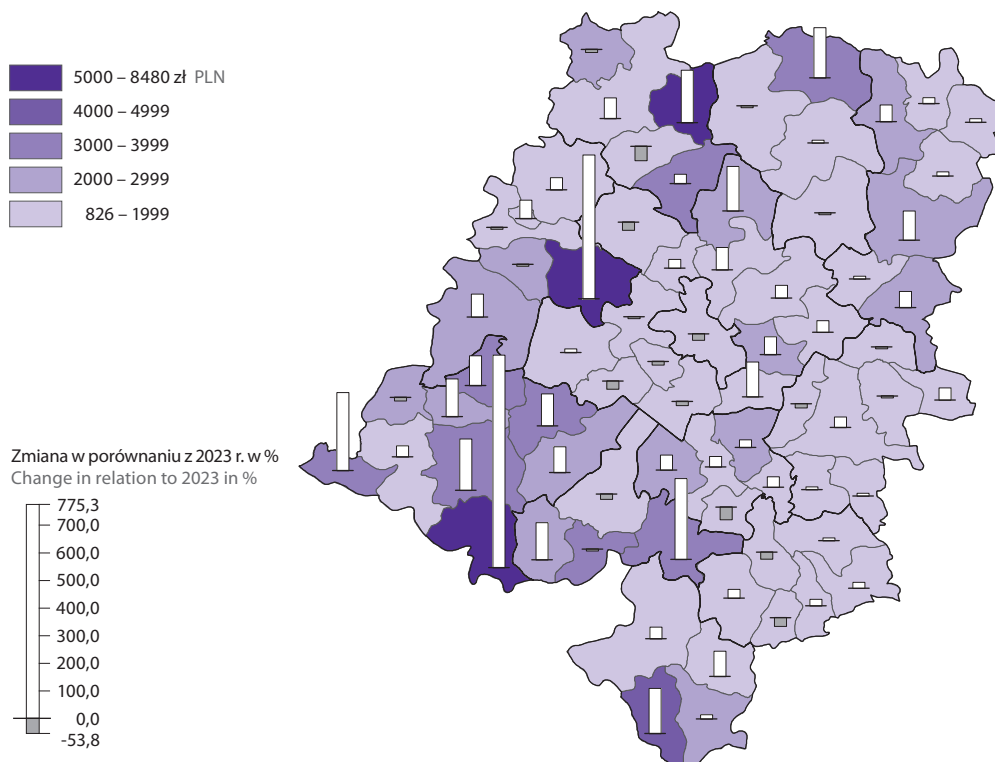 5000 – 8480 zł PLN
4000 – 4999
3000 – 3999
2000 – 2999
826 – 1999
Zmiana w porównaniu z 2023 r. w %
Change in relation to 2023 in %
775,3
700,0
600,0
500,0
400,0
300,0
200,0
100,0
0,0
-53,8